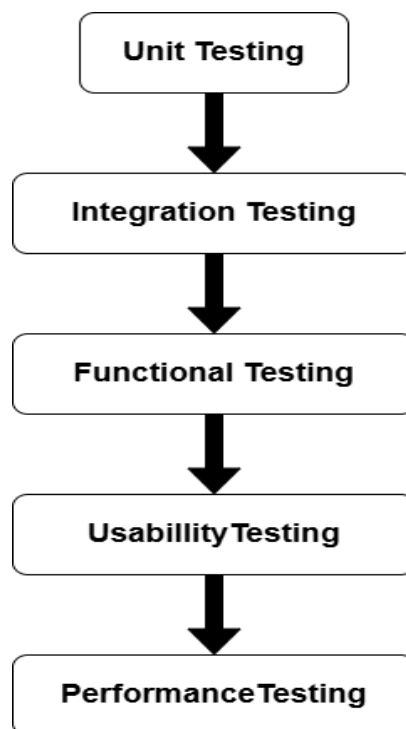 Unit Testing
Integration Testing
Functional Testing
Usabillity Testing
Performance Testing